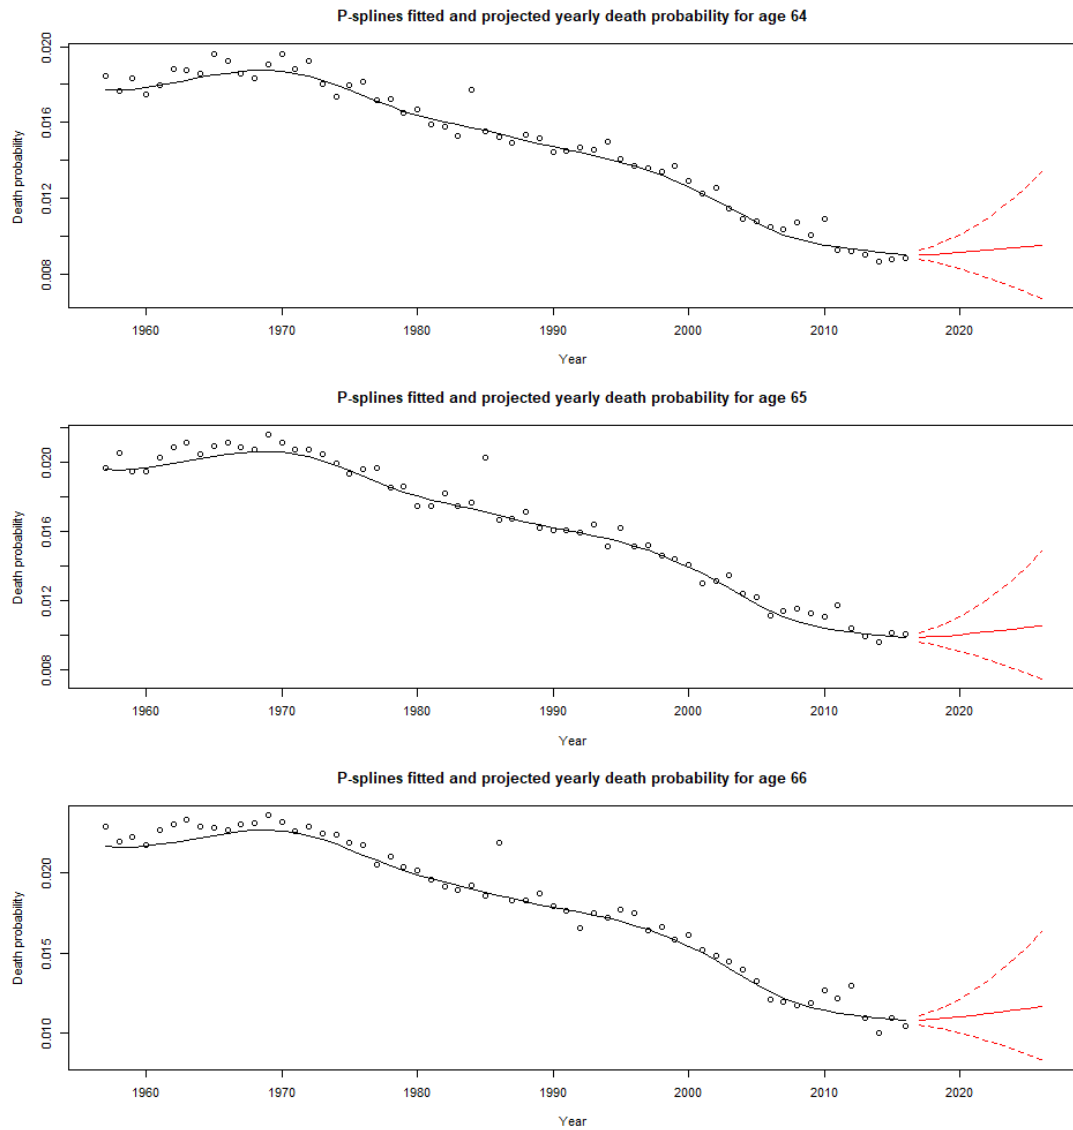 P-splines fitted and projected yearly death probability for age 64
Death probability
0.020
0.016
0.012
0.008
1960 1970 1980 1990 2000 2010 2020
Year
P-splines fitted and projected yearly death probability for age 65
Death probability
0.020
0.016
0.012
0.008
1960 1970 1980 1990 2000 2010 2020
Year
P-splines fitted and projected yearly death probability for age 66
Death probability
0.020
0.015
0.010
1960 1970 1980 1990 2000 2010 2020
Year